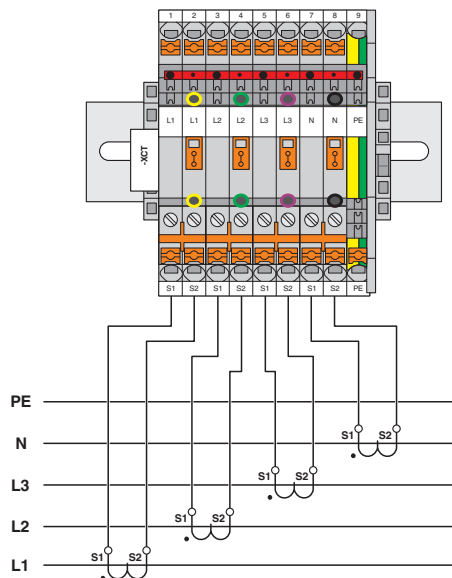 1 2 3 4 5 6 7 8 9
L1 L1 L2 L2 L3 L3 N N PE
-XCT
S1 S2 S1 S2 S1 S2 S1 S2 PE
PE
S1 S2
N
S1 S2
L3
S1 S2
L2
S1 S2
L1